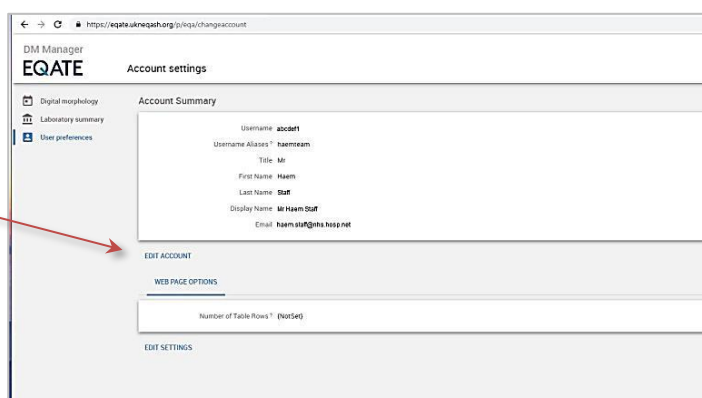 https://eqate.ukneqash.org/p/eqa/changeaccount
DM Manager
EQATE
Account settings
Digital morphology
Laboratory summary
User preferences
Account Summary
Username abcdef1
Username Aliases ? haemteam
Title Mr
First Name Haem
Last Name Staff
Display Name Mr Haem Staff
Email haem.staff@nhs.hosp.net
EDIT ACCOUNT
WEB PAGE OPTIONS
Number of Table Rows ? (NotSet)
EDIT SETTINGS